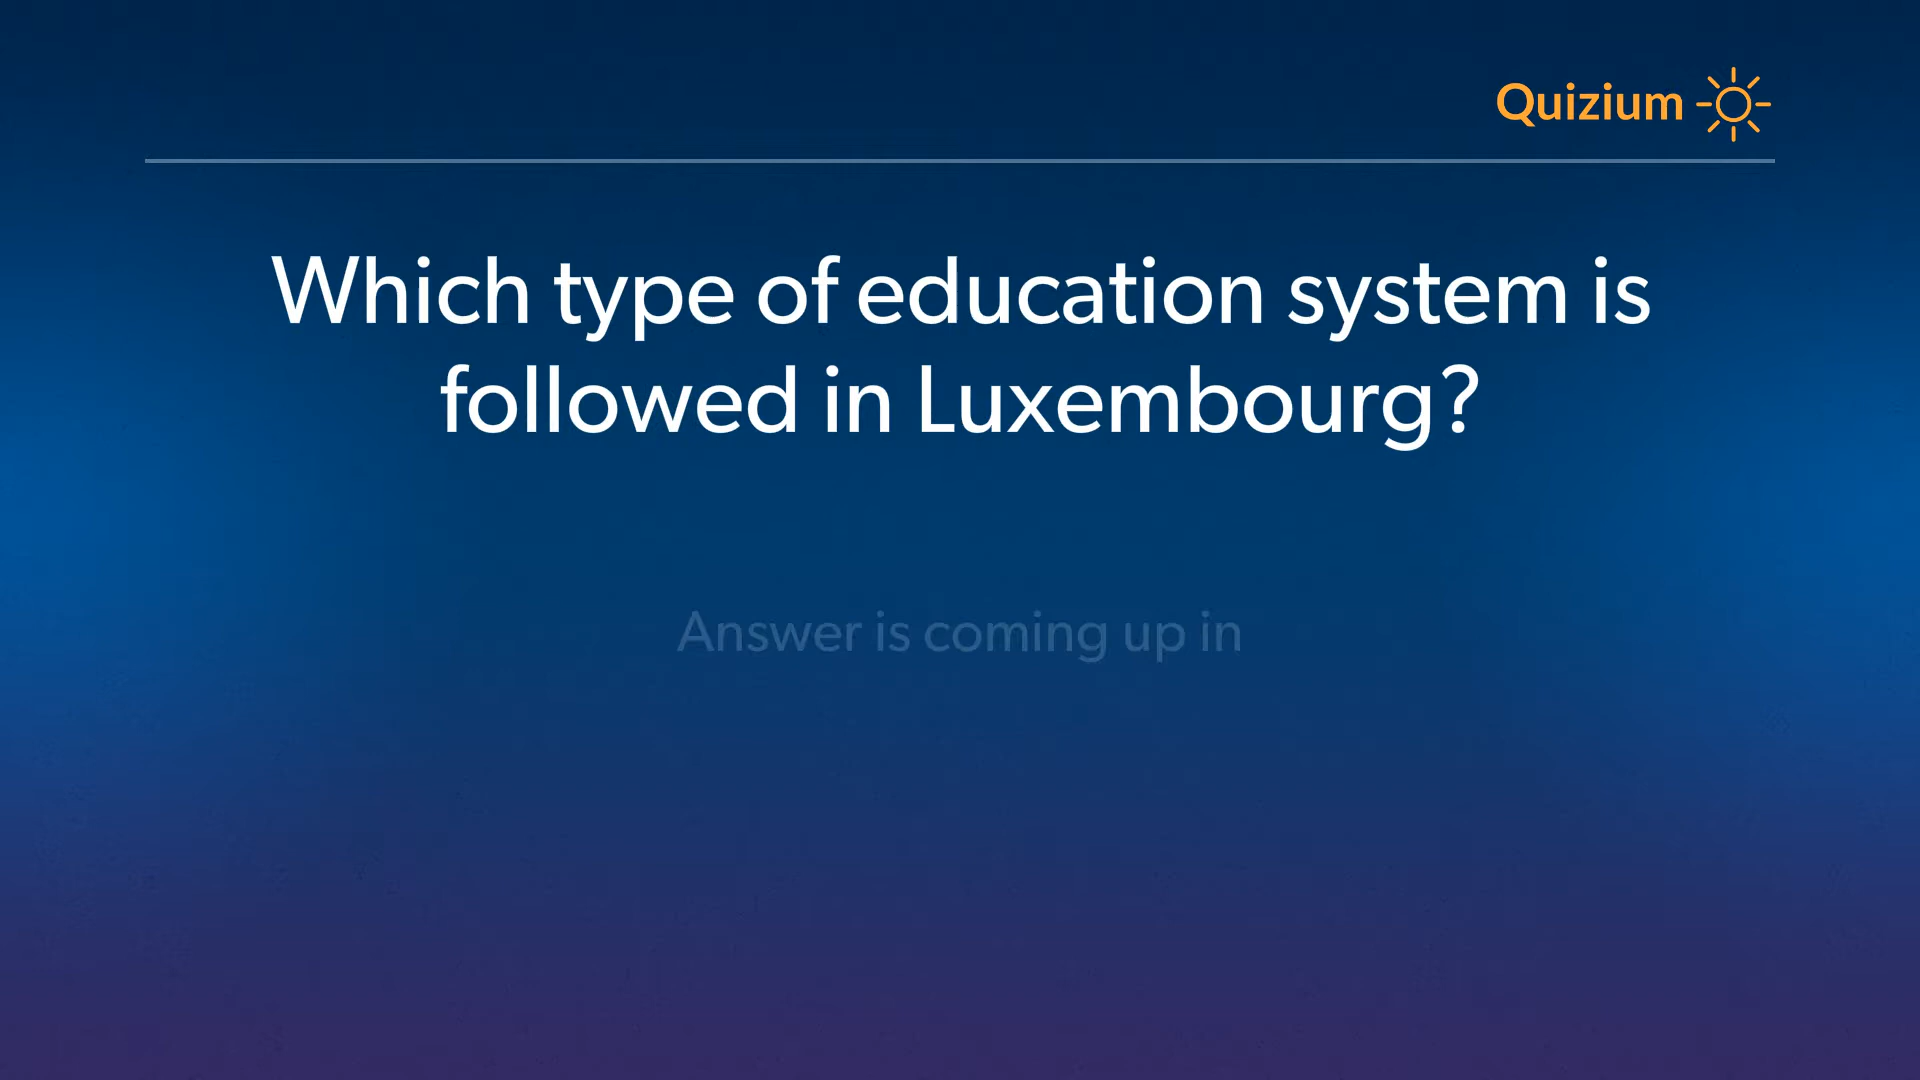 Quizium
Which type of education system is
followed in Luxembourg?
Answer is coming up in